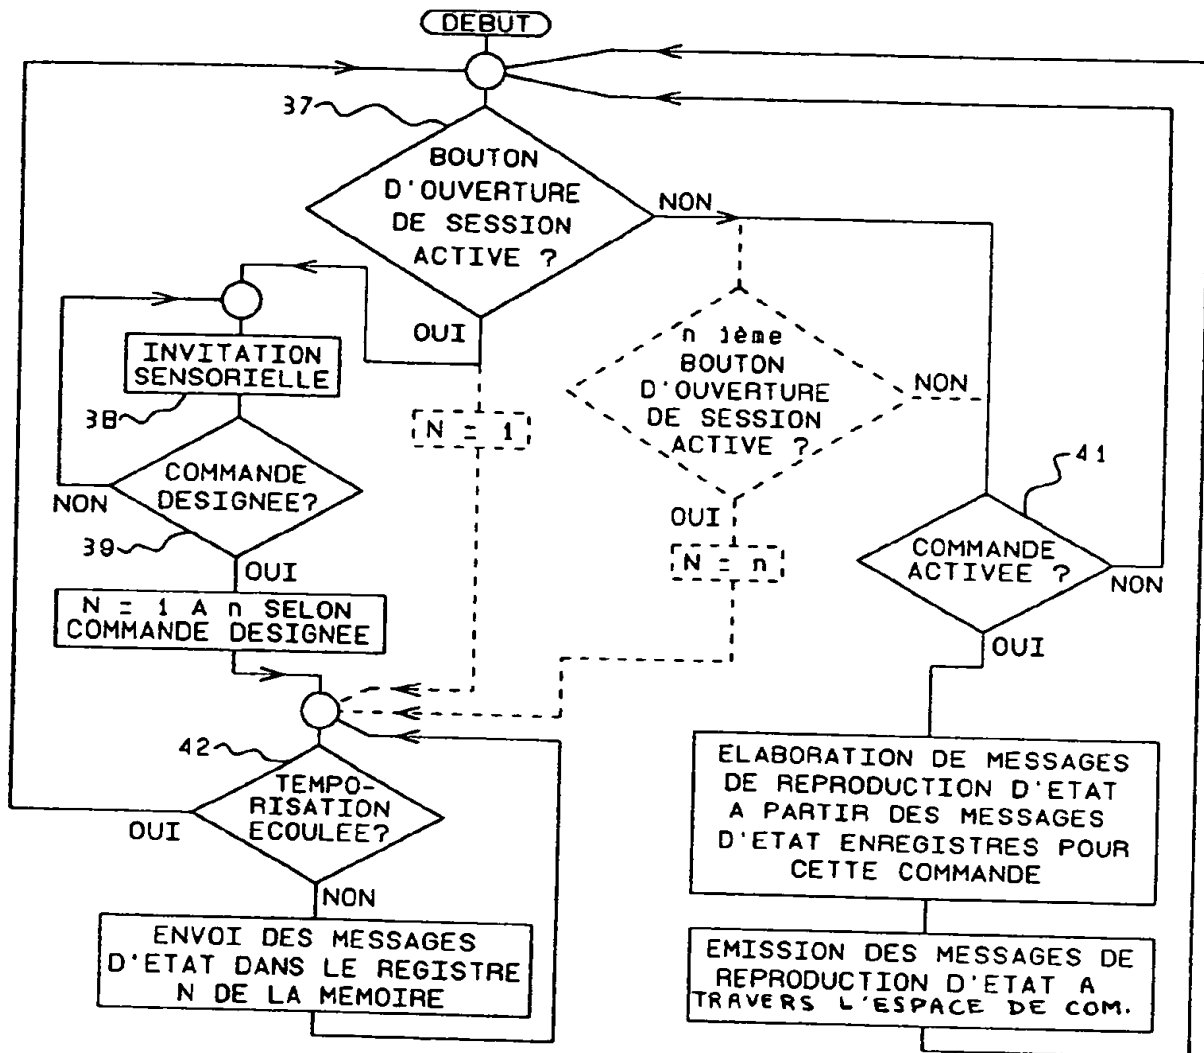 DEBUT
37
BOUTON
D'OUVERTURE
DE SESSION
ACTIVE ?
NON
OUI
INVITATION
SENSORIELLE
38
N = 1
n ième
BOUTON
D'OUVERTURE
DE SESSION
ACTIVE ?
NON
OUI
N = n
COMMANDE
DESIGNEE?
NON
39
OUI
N = 1 A n SELON
COMMANDE DESIGNEE
41
COMMANDE
ACTIVEE ?
NON
OUI
42
TEMPO-
RISATION
ECOULEE?
OUI
NON
ENVOI DES MESSAGES
D'ETAT DANS LE REGISTRE
N DE LA MEMOIRE
ELABORATION DE MESSAGES
DE REPRODUCTION D'ETAT
A PARTIR DES MESSAGES
D'ETAT ENREGISTRES POUR
CETTE COMMANDE
EMISSION DES MESSAGES DE
REPRODUCTION D'ETAT A
TRAVERS L'ESPACE DE COM.